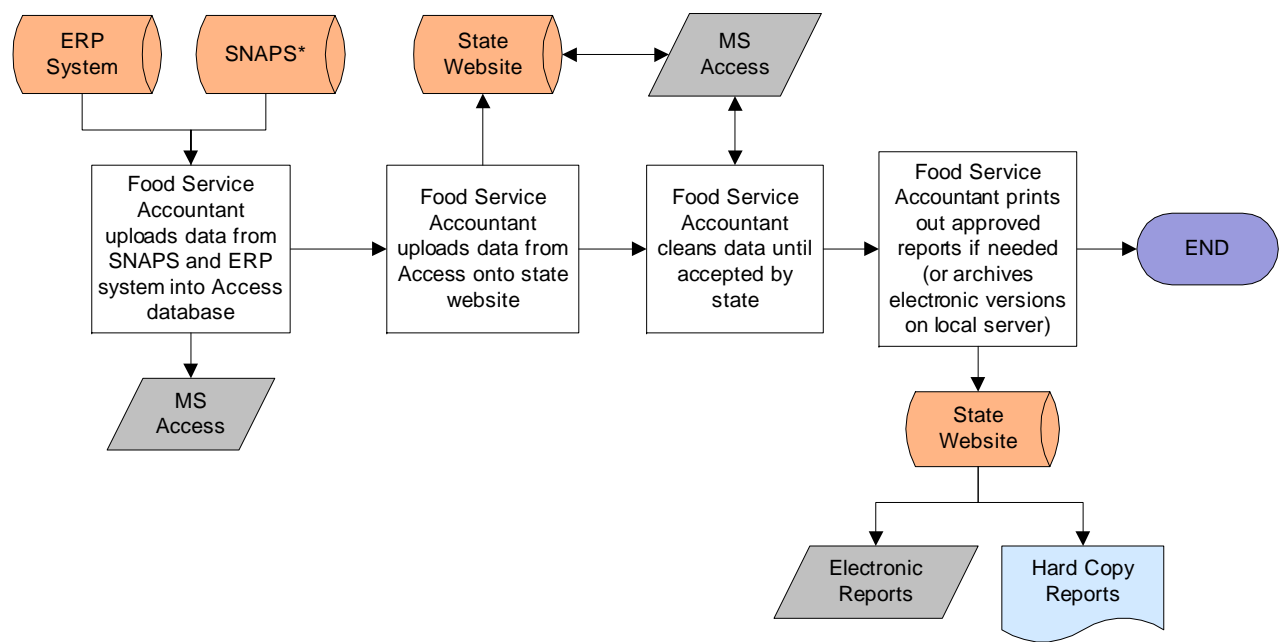 ERP
System
SNAPS*
State
Website
MS
Access
Food Service
Accountant
uploads data from
SNAPS and ERP
system into Access
database
Food Service
Accountant
uploads data from
Access onto state
website
Food Service
Accountant
cleans data until
accepted by
state
Food Service
Accountant prints
out approved
reports if needed
(or archives
electronic versions
on local server)
END
MS
Access
State
Website
Electronic
Reports
Hard Copy
Reports